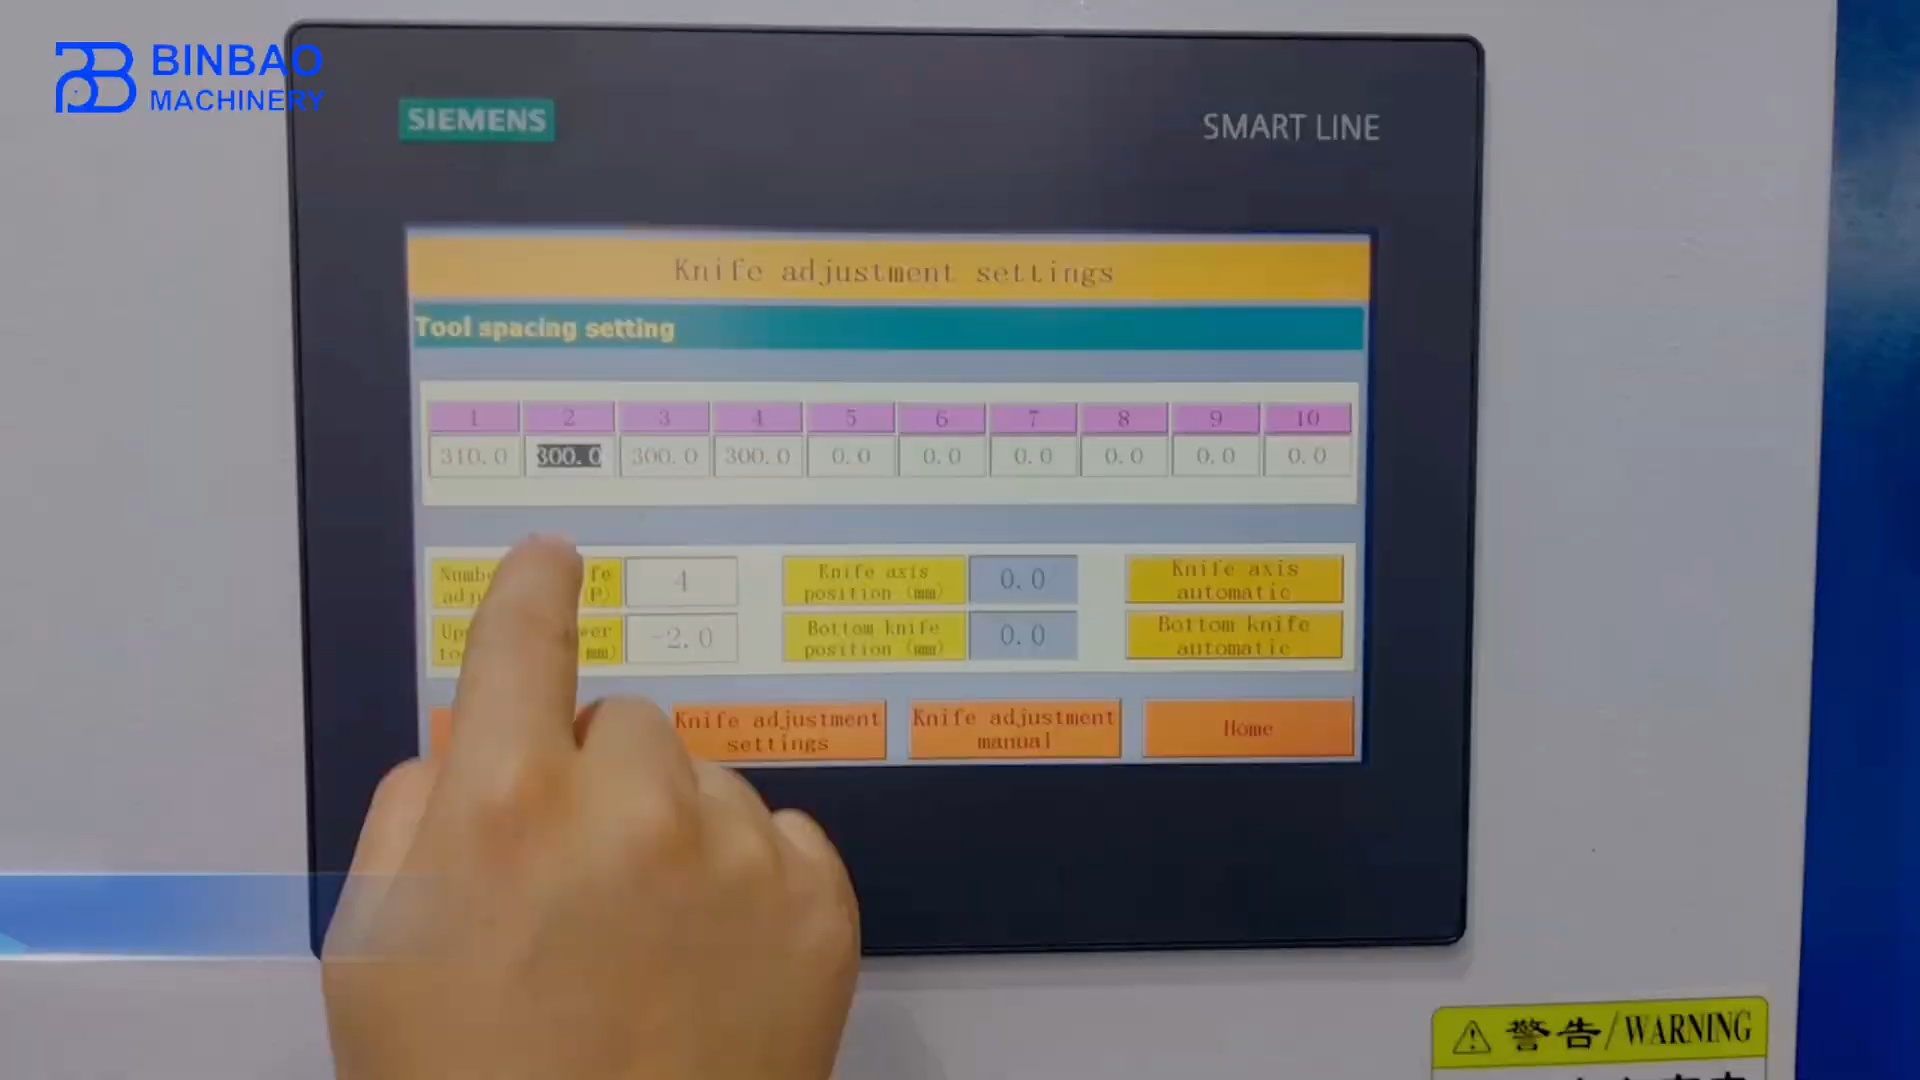 BINBAO
MACHINERY
SIEMENS
SMART LINE
Knife adjustment settings
Tool spacing setting
1 2 3 4 5 6 7 8 9 10
310.0 300.0 300.0 300.0 0.0 0.0 0.0 0.0 0.0 0.0
4
Knife axis
position (mm)
0.0
Knife axis
automatic
-2.0
Bottom knife
position (mm)
0.0
Bottom knife
automatic
Knife adjustment
settings
Knife adjustment
manual
Home
警告/WARNING